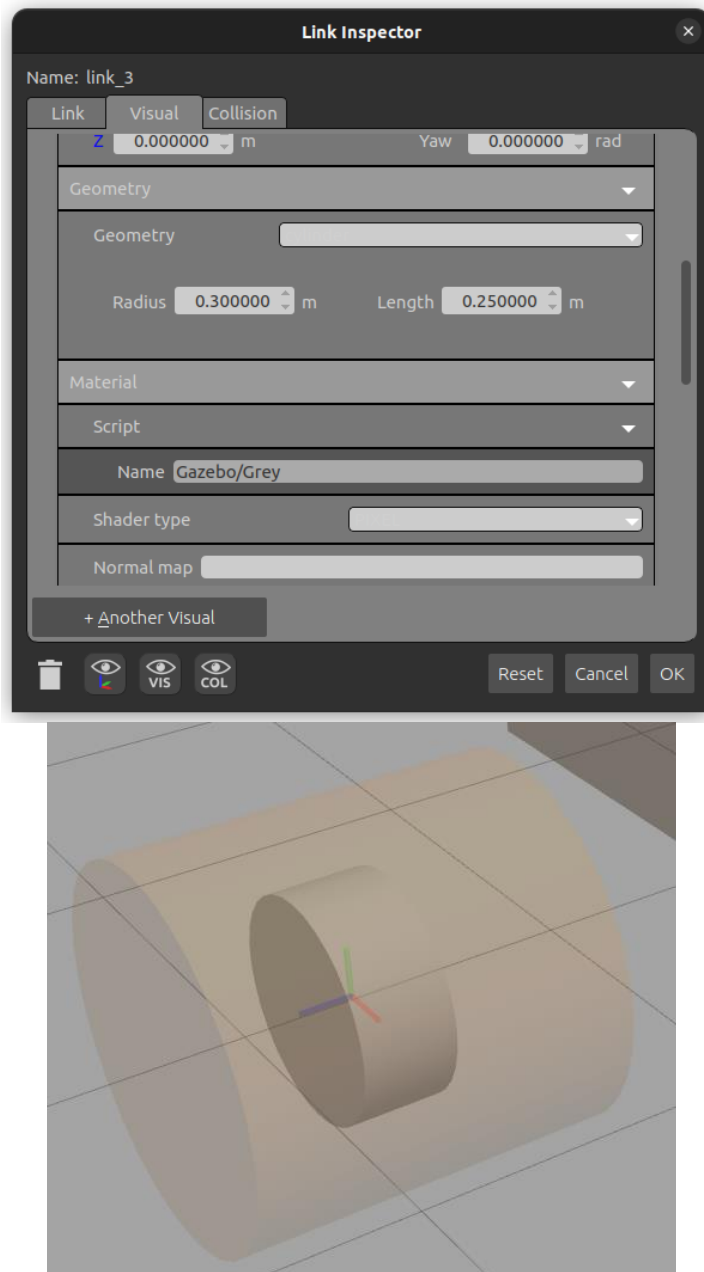 Link Inspector
Name: link_3
Link Visual Collision
Z 0.000000 m Yaw 0.000000 rad
Geometry
Geometry
Radius 0.300000 m Length 0.250000 m
Material
Script
Name Gazebo/Grey
Shader type
Normal map
+ Another Visual
VIS COL Reset Cancel OK